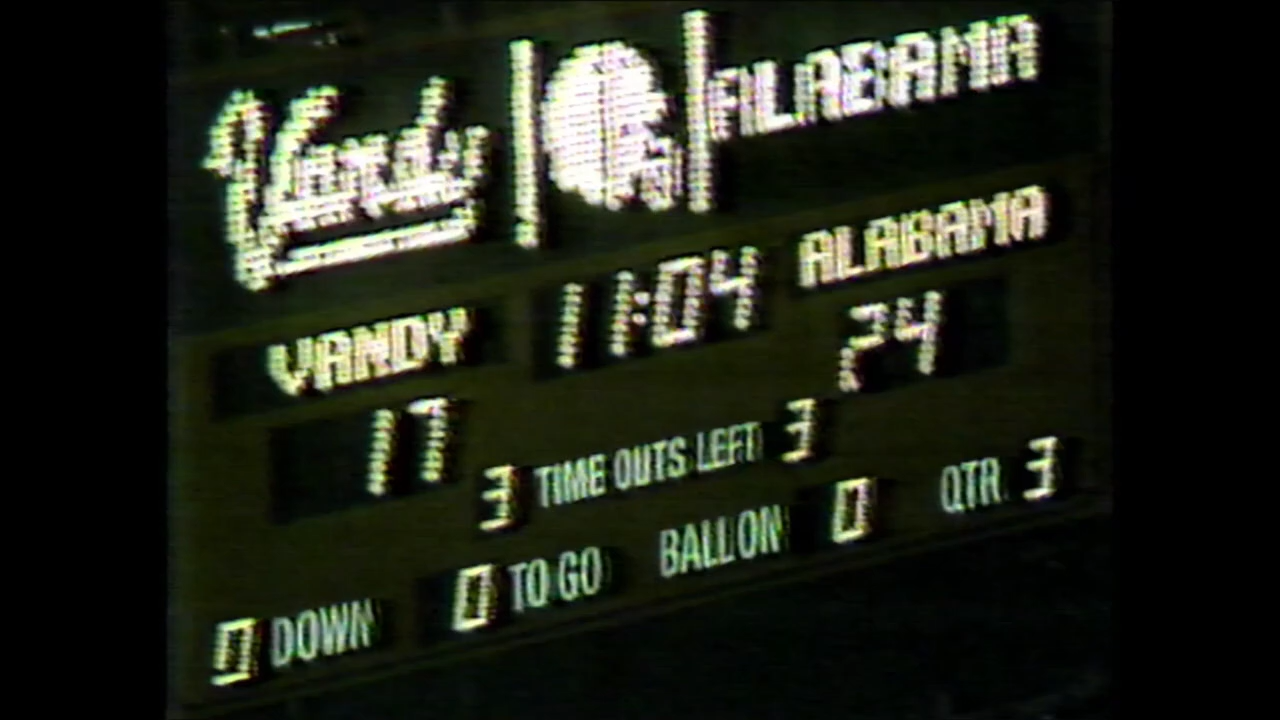 Vandy ALABAMA
VANDY 11:04 ALABAMA
17 24
3 TIME OUTS LEFT 3
0 DOWN 0 TO GO BALL ON 0 QTR. 3